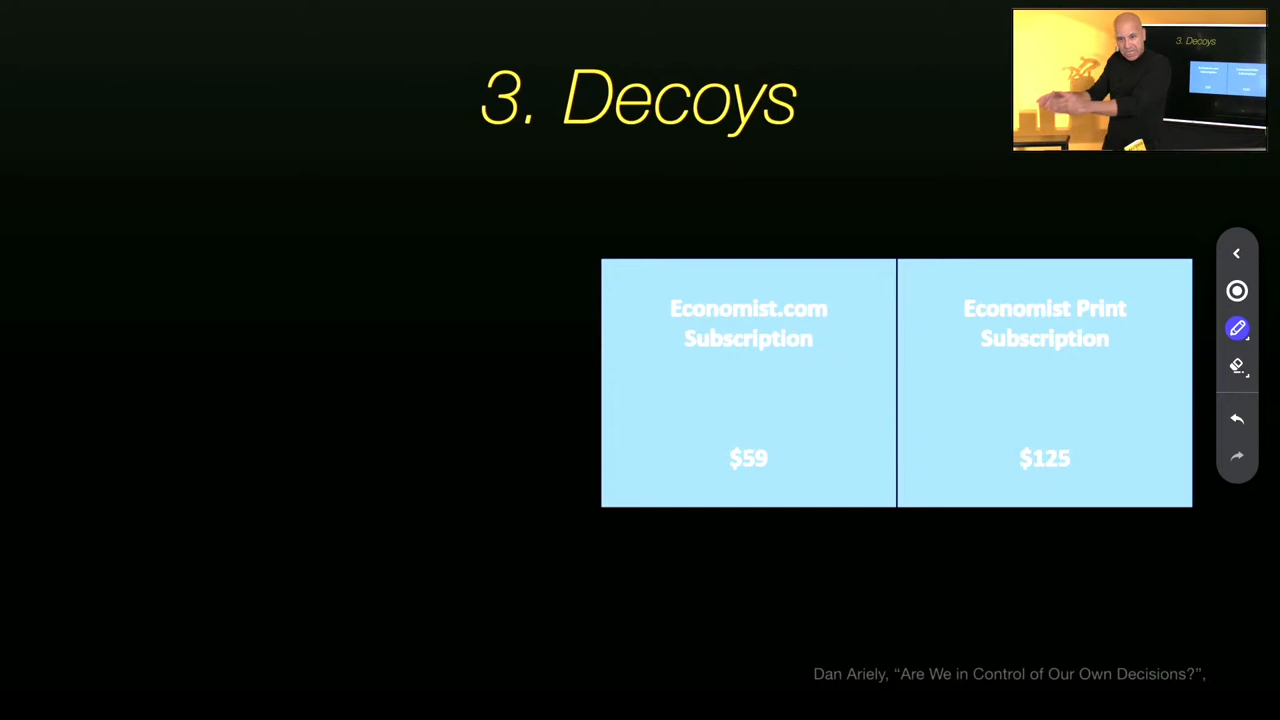 3. Decoys
3. Decoys
Economist.com
Subscription
Economist Print
Subscription
$59
$125
Dan Ariely, “Are We in Control of Our Own Decisions?”,